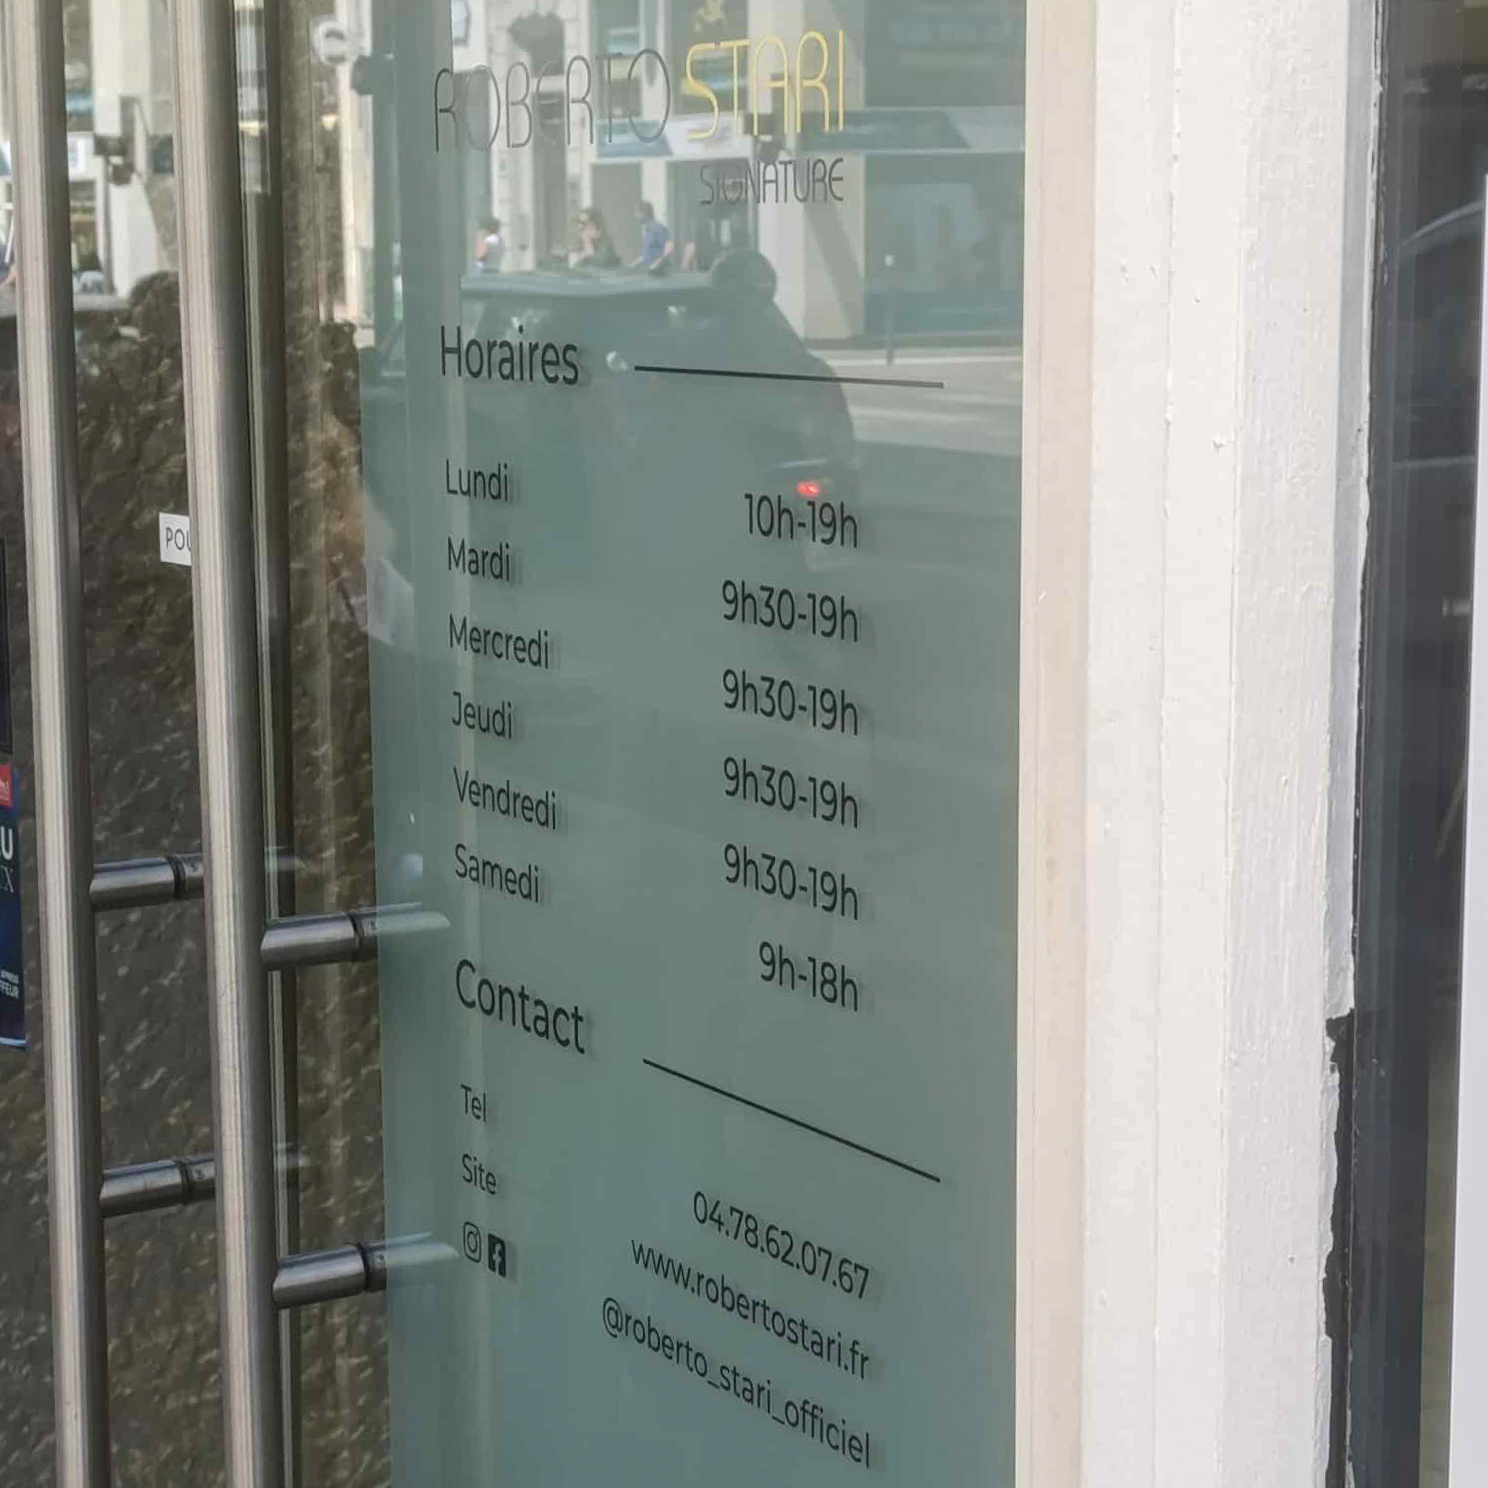 ROBERTO STARI
SIGNATURE
Horaires
Lundi 10h-19h
Mardi 9h30-19h
Mercredi 9h30-19h
Jeudi 9h30-19h
Vendredi 9h30-19h
Samedi 9h-18h
Contact
Tel 04.78.62.07.67
Site www.robertostari.fr
@roberto_stari_officiel
POU